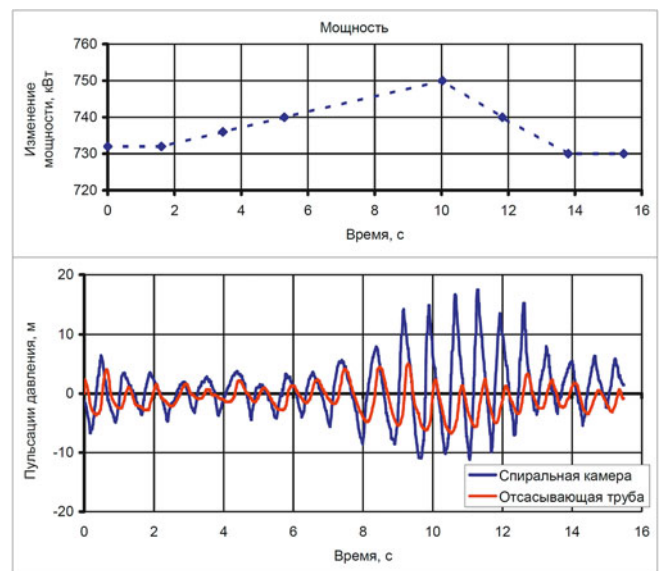 Мощность
Изменение
мощности, кВт
760
750
740
730
720
0 2 4 6 8 10 12 14 16
Время, с
Пульсации давления, м
20
10
0
-10
-20
Спиральная камера
Отсасывающая труба
0 2 4 6 8 10 12 14 16
Время, с